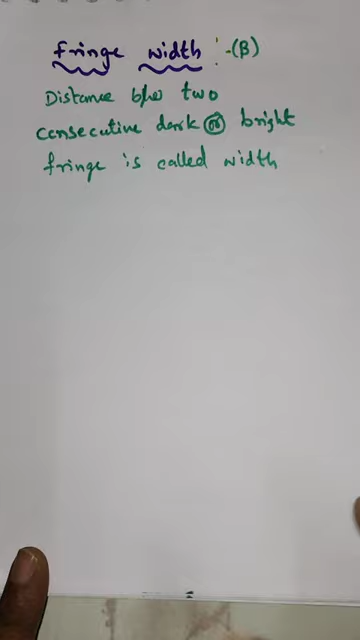 fringe width :- (β)
Distance b/w two
consecutive dark or bright
fringe is called width